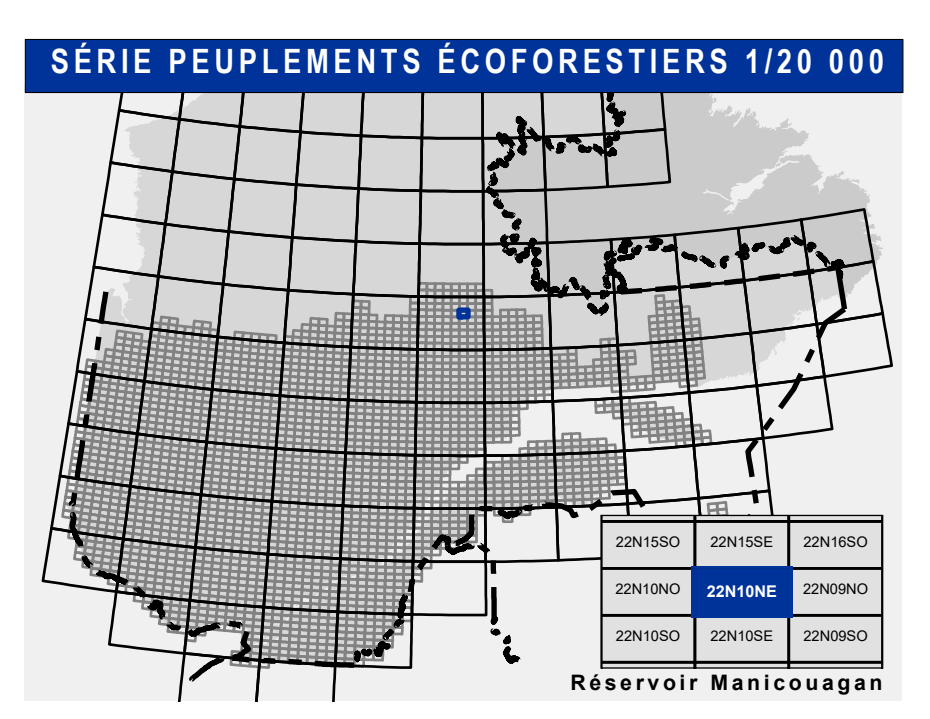 SÉRIE PEUPLEMENTS ÉCOFORESTIERS 1/20 000
22N15SO 22N15SE 22N16SO
22N10NO 22N10NE 22N09NO
22N10SO 22N10SE 22N09SO
Réservoir Manicouagan